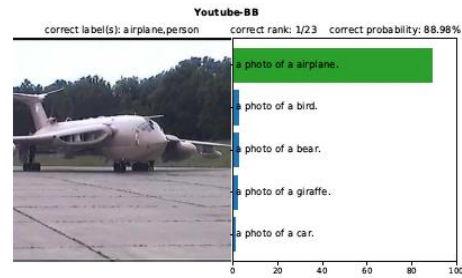 Youtube-BB
correct label(s): airplane,person correct rank: 1/23 correct probability: 88.98%
a photo of a airplane.
a photo of a bird.
a photo of a bear.
a photo of a giraffe.
a photo of a car.
0 20 40 60 80 100